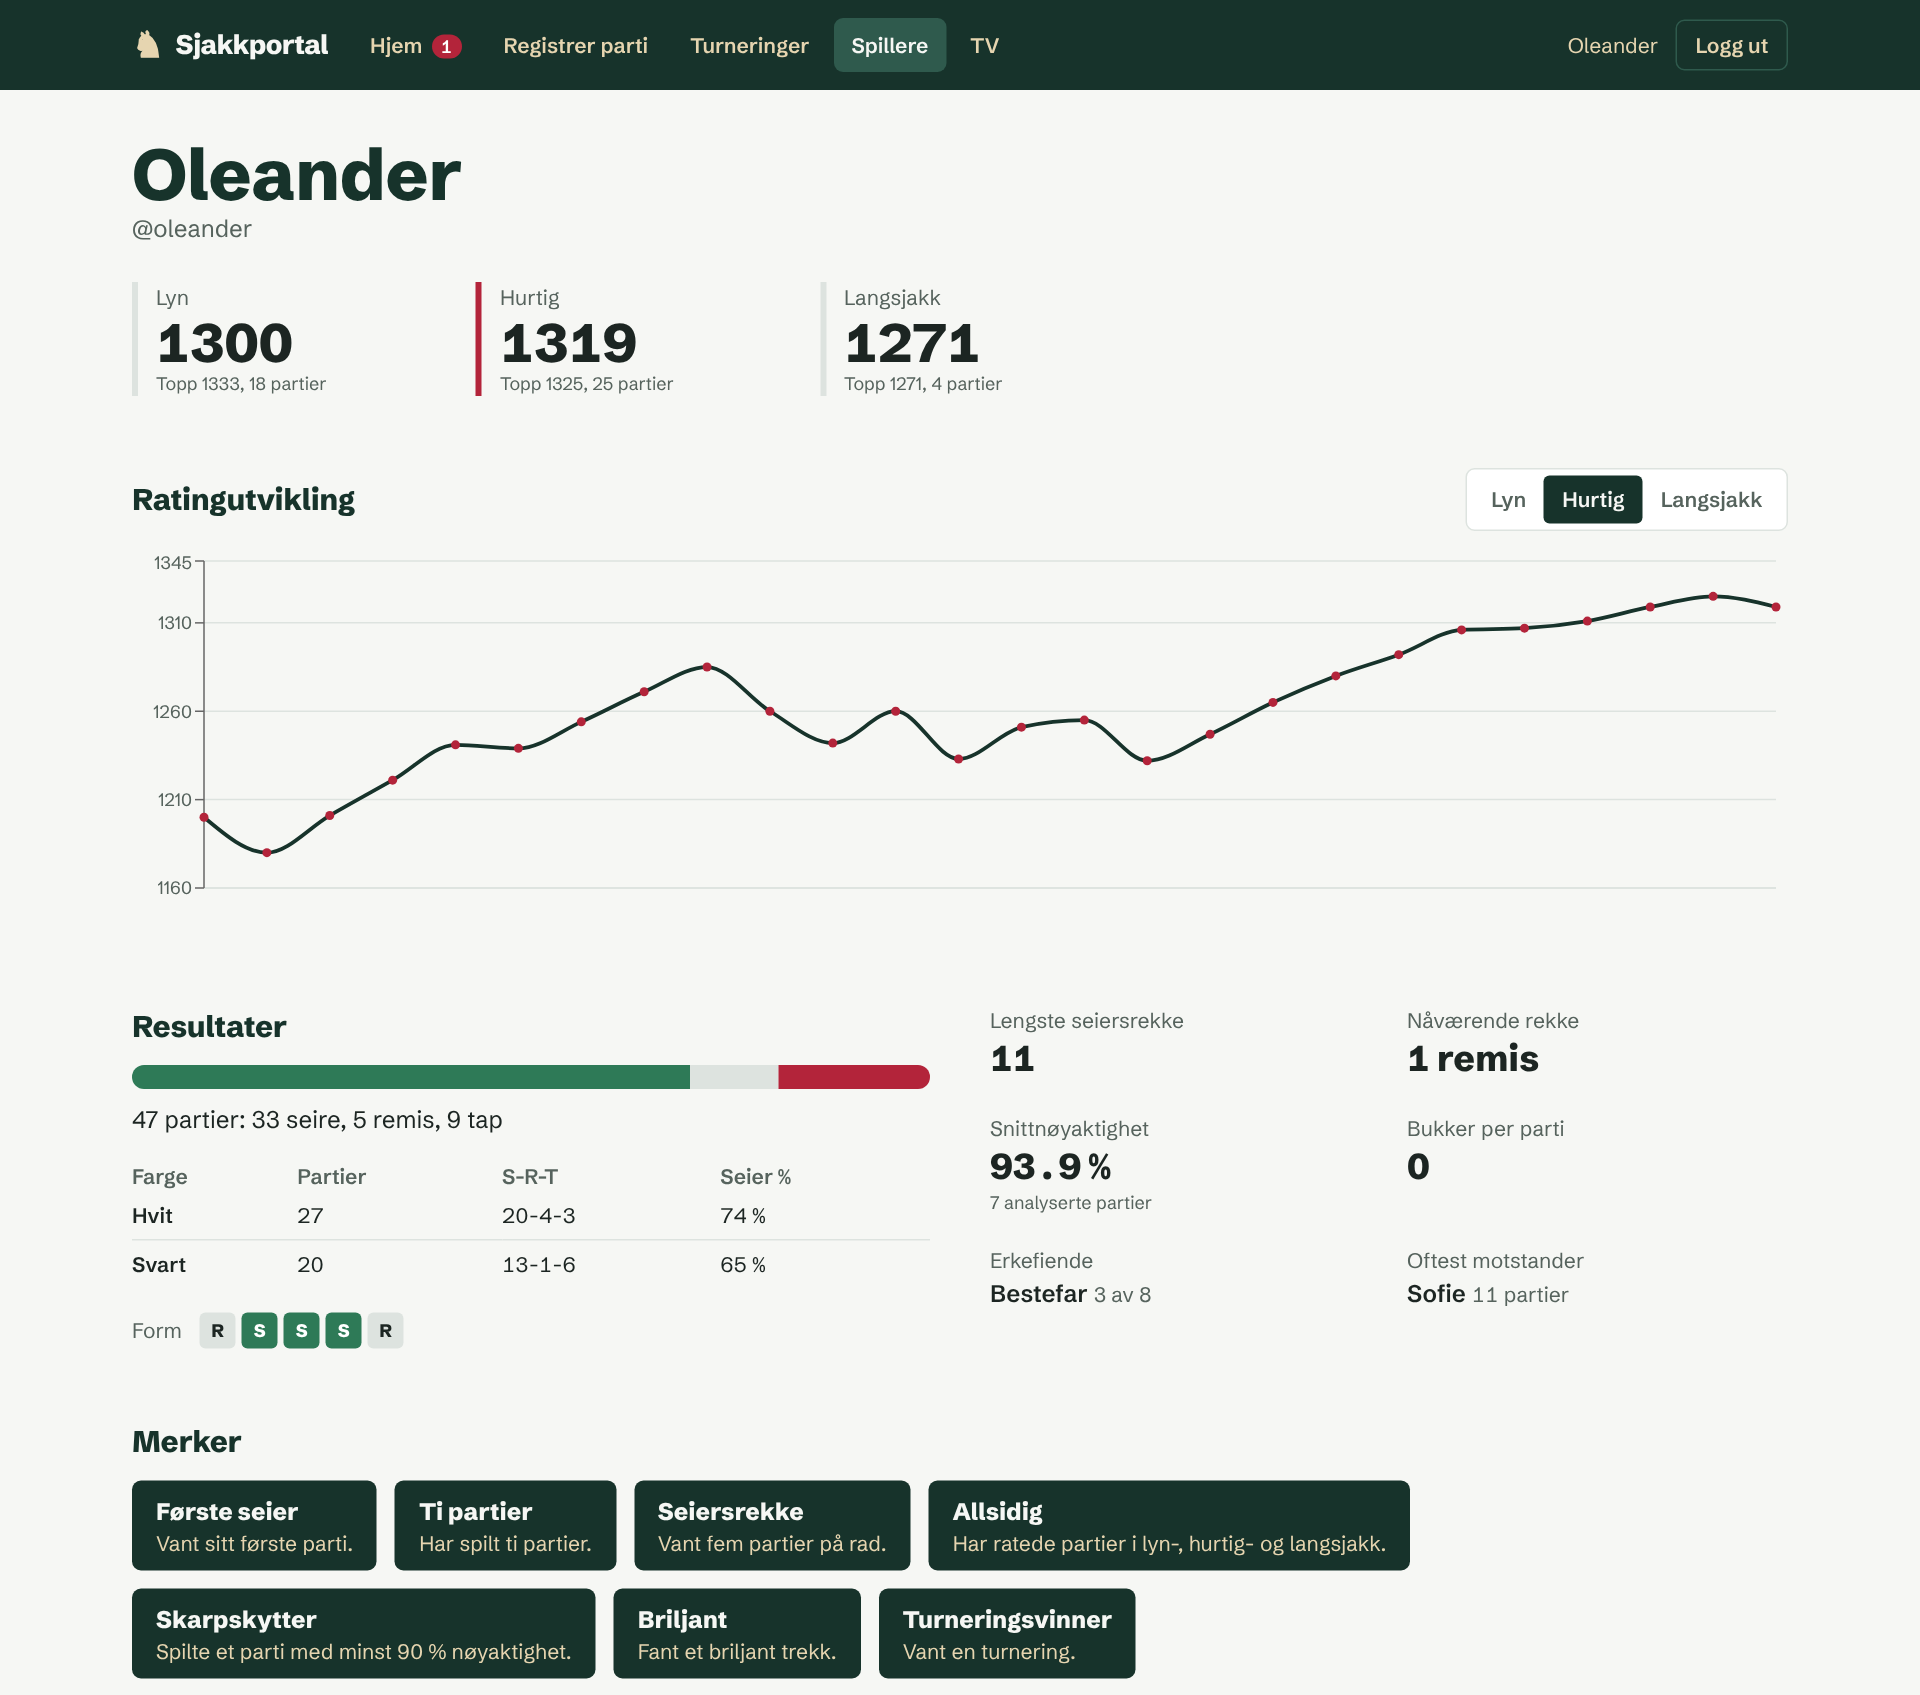 Sjakkportal Hjem 1 Registrer parti Turneringer Spillere TV Oleander Logg ut
Oleander
@oleander
Lyn Hurtig Langsjakk
1300 1319 1271
Topp 1333, 18 partier Topp 1325, 25 partier Topp 1271, 4 partier
Ratingutvikling Lyn Hurtig Langsjakk
1345
1310
1260
1210
1160
Resultater
47 partier: 33 seire, 5 remis, 9 tap
Farge Partier S-R-T Seier %
Hvit 27 20-4-3 74 %
Svart 20 13-1-6 65 %
Form R S S S R
Lengste seiersrekke Nåværende rekke
11 1 remis
Snittnøyaktighet Bukker per parti
93.9 % 0
7 analyserte partier
Erkefiende Oftest motstander
Bestefar 3 av 8 Sofie 11 partier
Merker
Første seier Ti partier Seiersrekke Allsidig
Vant sitt første parti. Har spilt ti partier. Vant fem partier på rad. Har ratede partier i lyn-, hurtig- og langsjakk.
Skarpskytter Briljant Turneringsvinner
Spilte et parti med minst 90 % nøyaktighet. Fant et briljant trekk. Vant en turnering.